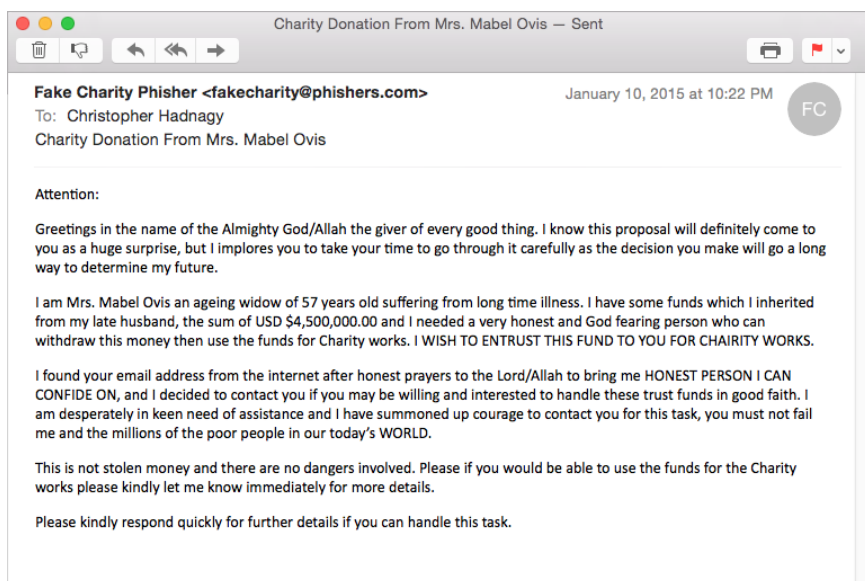 Charity Donation From Mrs. Mabel Ovis — Sent
Fake Charity Phisher <fakecharity@phishers.com>
January 10, 2015 at 10:22 PM
FC
To: Christopher Hadnagy
Charity Donation From Mrs. Mabel Ovis
Attention:
Greetings in the name of the Almighty God/Allah the giver of every good thing. I know this proposal will definitely come to
you as a huge surprise, but I implores you to take your time to go through it carefully as the decision you make will go a long
way to determine my future.
I am Mrs. Mabel Ovis an ageing widow of 57 years old suffering from long time illness. I have some funds which I inherited
from my late husband, the sum of USD $4,500,000.00 and I needed a very honest and God fearing person who can
withdraw this money then use the funds for Charity works. I WISH TO ENTRUST THIS FUND TO YOU FOR CHAIRITY WORKS.
I found your email address from the internet after honest prayers to the Lord/Allah to bring me HONEST PERSON I CAN
CONFIDE ON, and I decided to contact you if you may be willing and interested to handle these trust funds in good faith. I
am desperately in keen need of assistance and I have summoned up courage to contact you for this task, you must not fail
me and the millions of the poor people in our today's WORLD.
This is not stolen money and there are no dangers involved. Please if you would be able to use the funds for the Charity
works please kindly let me know immediately for more details.
Please kindly respond quickly for further details if you can handle this task.